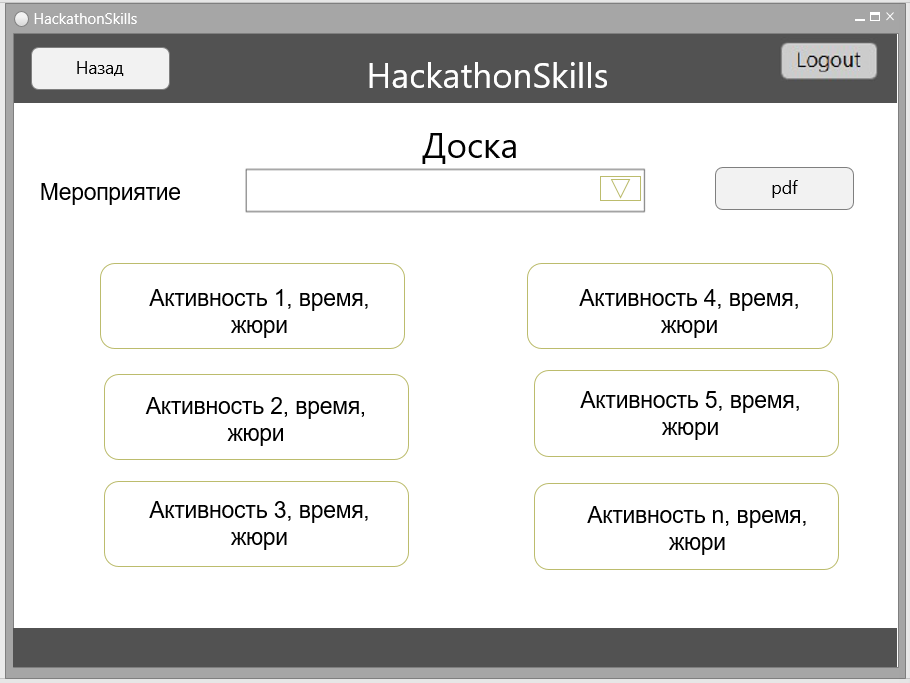 HackathonSkills
Назад
HackathonSkills
Logout
Доска
Мероприятие
pdf
Активность 1, время,
жюри
Активность 4, время,
жюри
Активность 2, время,
жюри
Активность 5, время,
жюри
Активность 3, время,
жюри
Активность n, время,
жюри